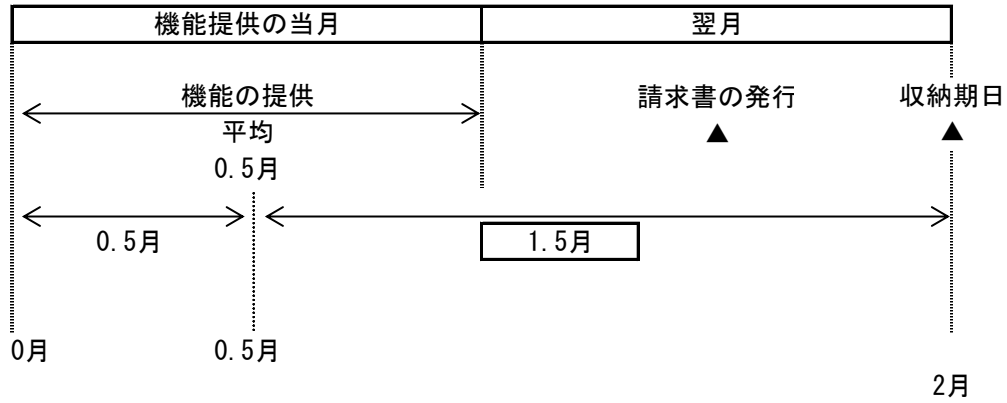 機能提供の当月 翌月
機能の提供 請求書の発行 収納期日
平均 ▲ ▲
0.5月
0.5月 1.5月
0月 0.5月
2月